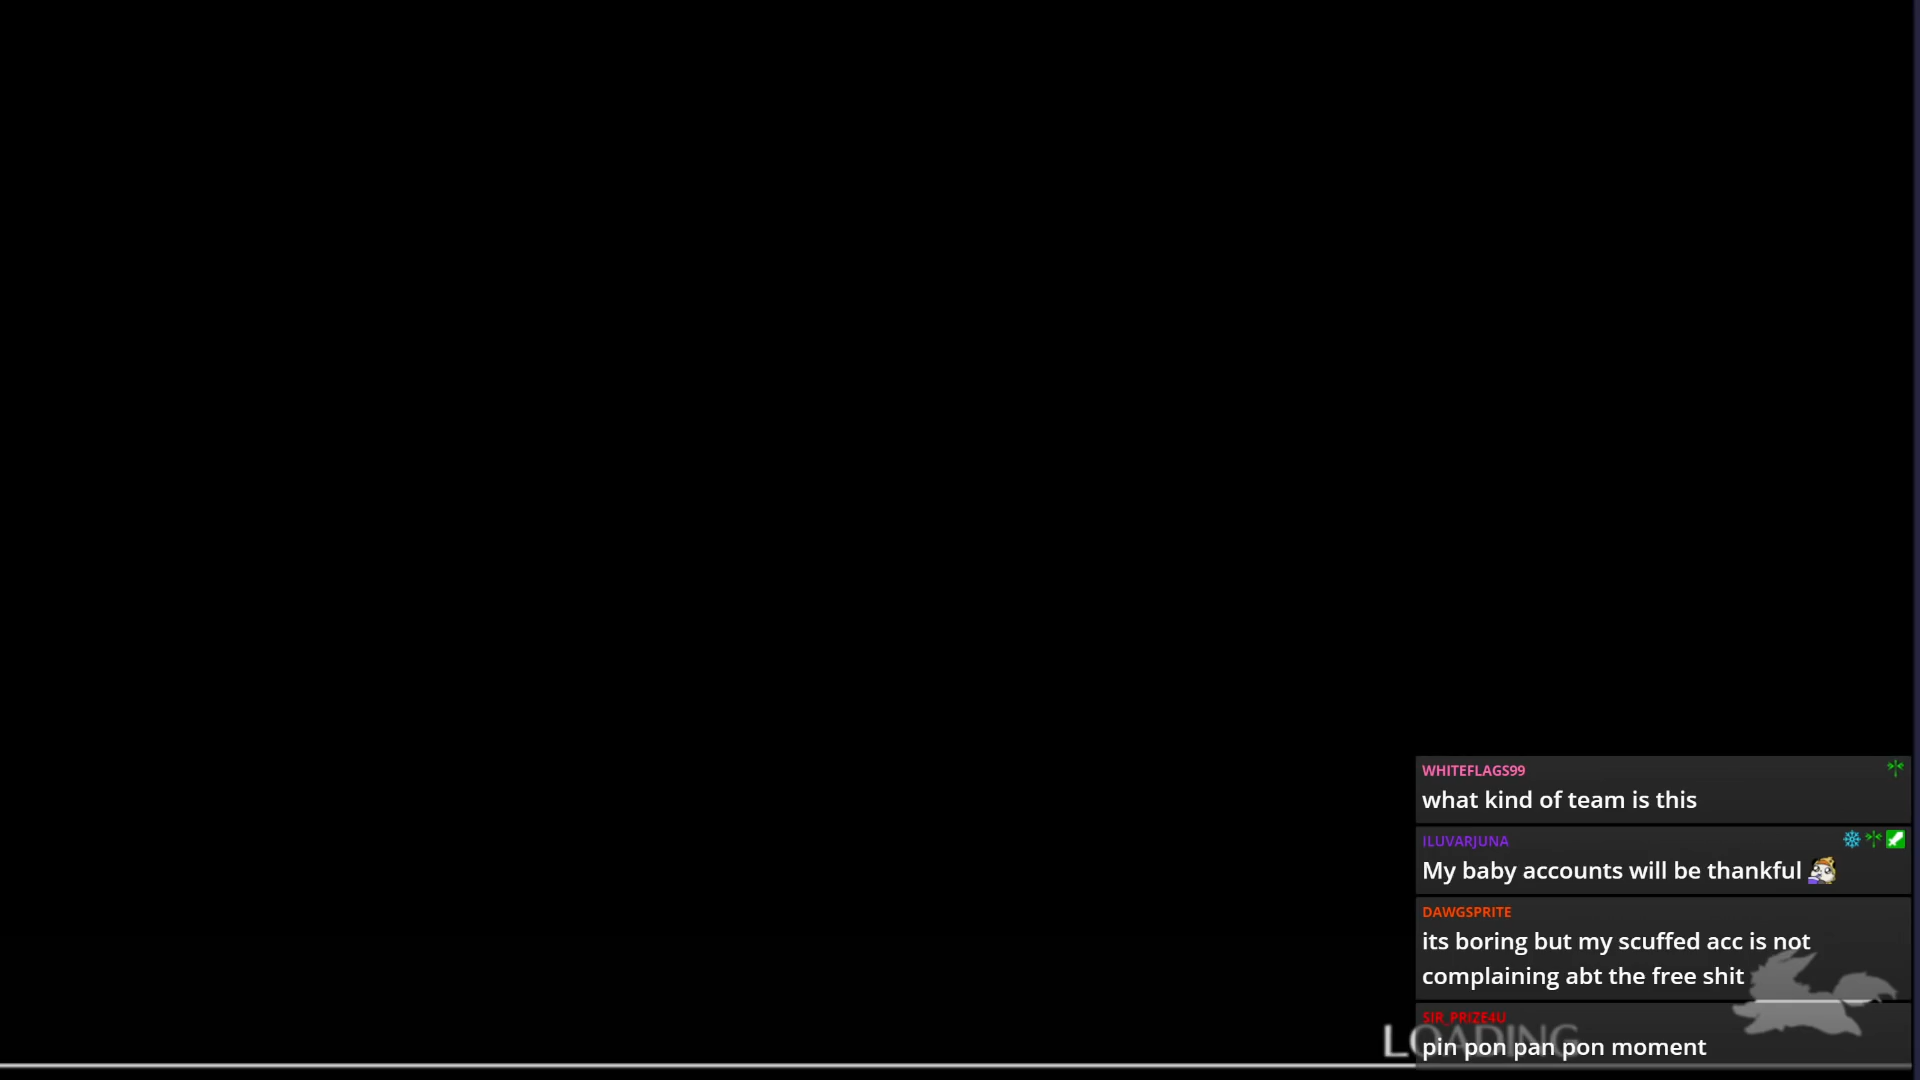 WHITEFLAGS99
what kind of team is this
ILUVARJUNA
My baby accounts will be thankful
DAWGSPRITE
its boring but my scuffed acc is not
complaining abt the free shit
SIR_PRIZE4U
pin pon pan pon moment
LOADING